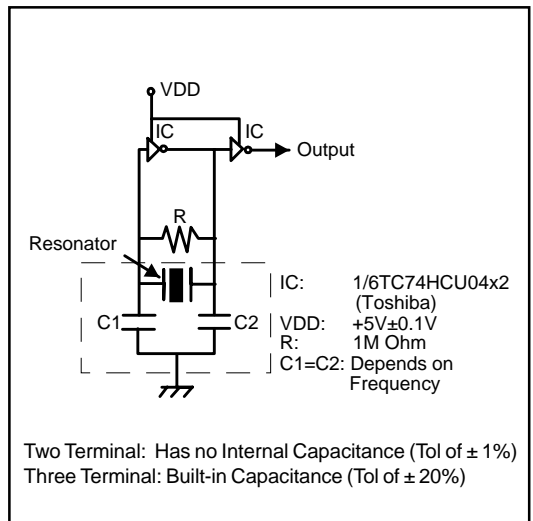 VDD
IC
IC
Output
R
Resonator
C1
C2
IC: 1/6TC74HCU04x2
(Toshiba)
VDD: +5V±0.1V
R: 1M Ohm
C1=C2: Depends on
Frequency
Two Terminal: Has no Internal Capacitance (Tol of ± 1%)
Three Terminal: Built-in Capacitance (Tol of ± 20%)